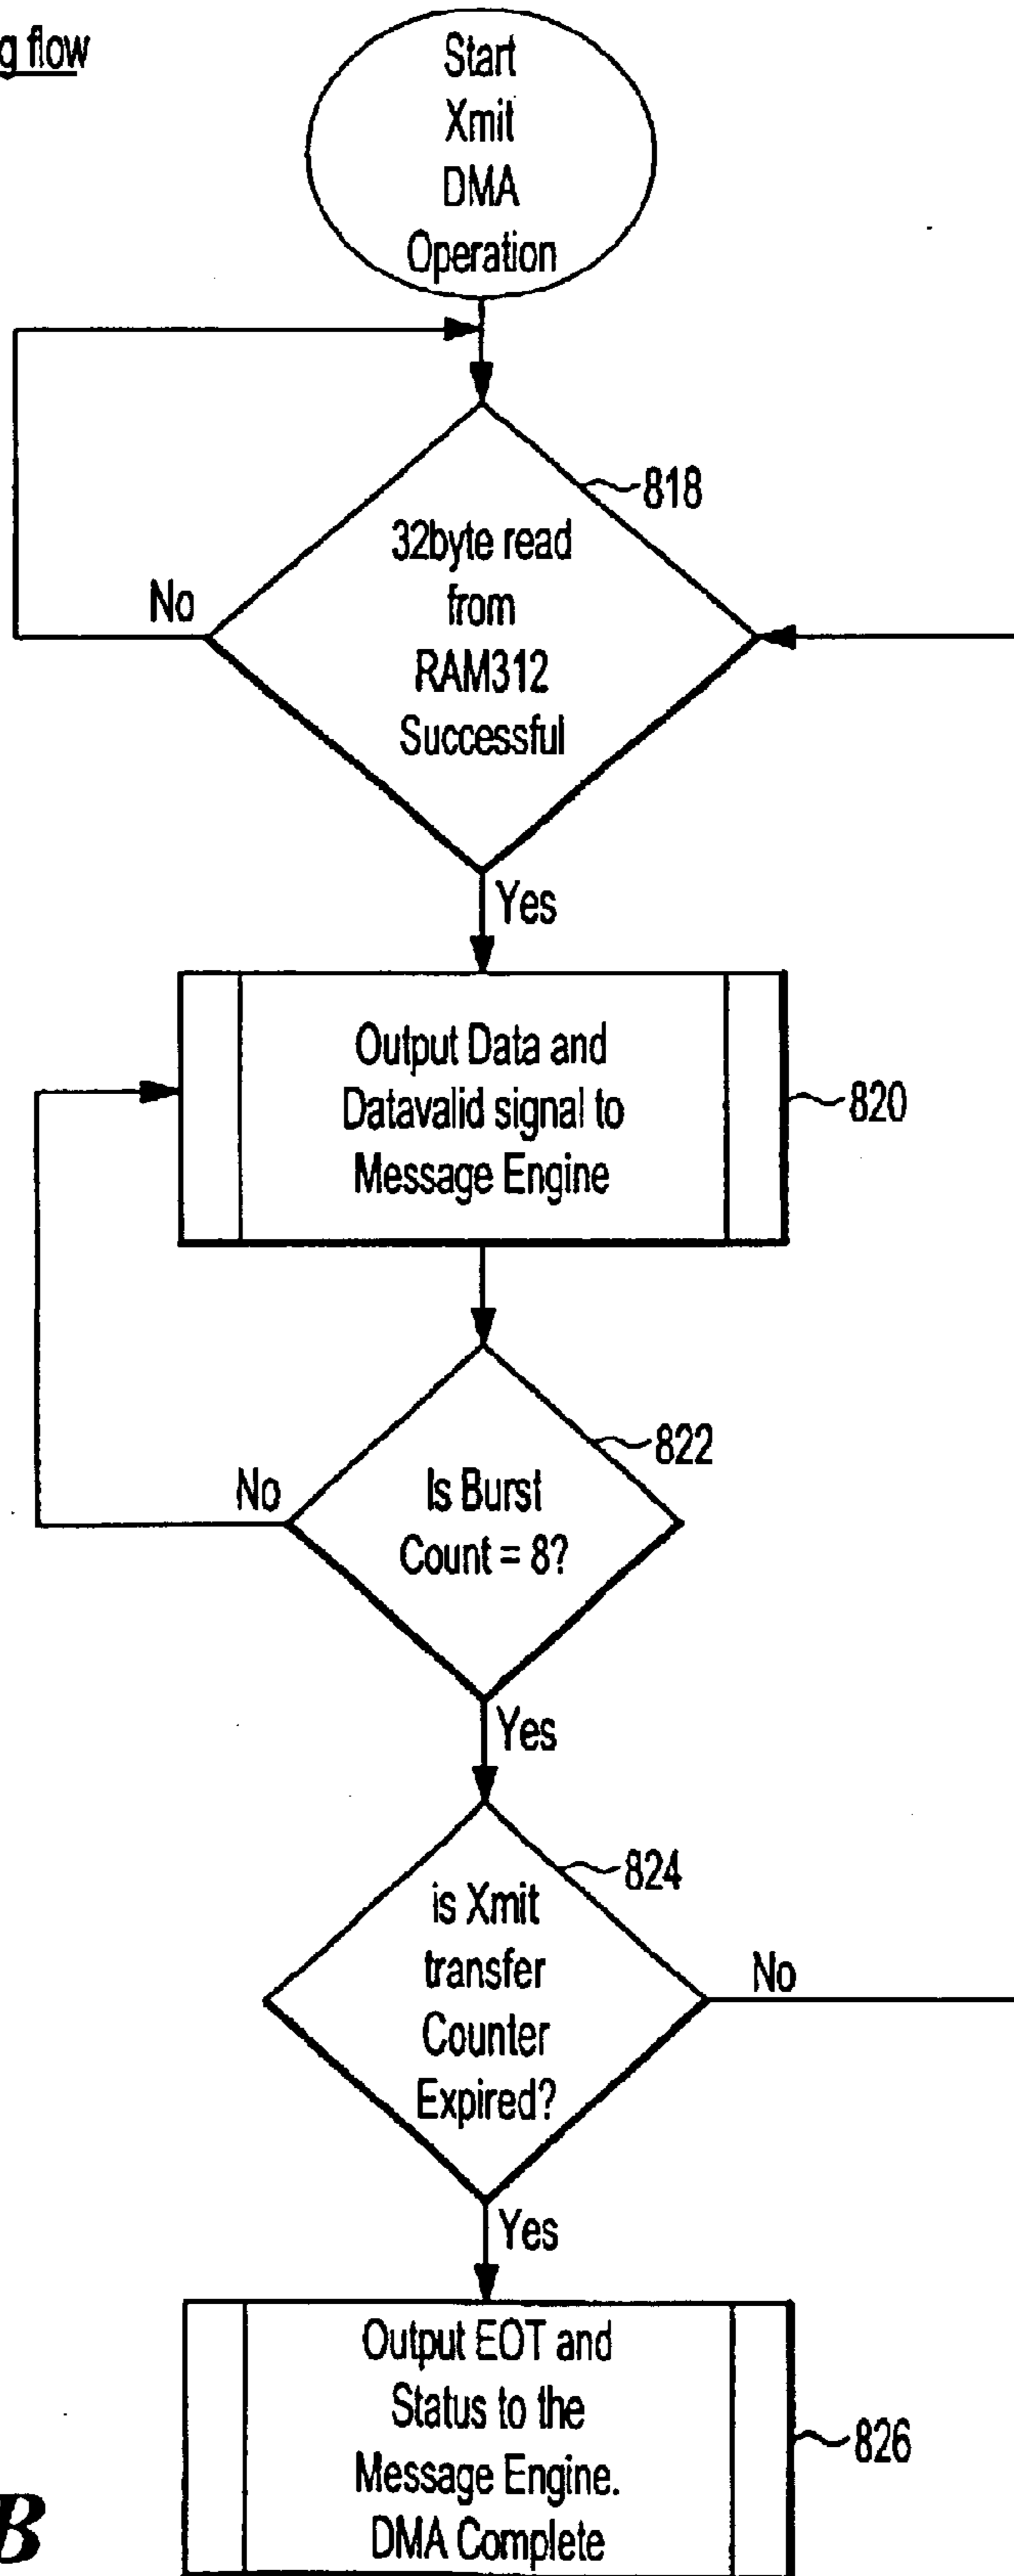 g flow
Start
Xmit
DMA
Operation
818
32byte read
from
RAM312
Successful
No
Yes
Output Data and
Datavalid signal to
Message Engine
820
822
Is Burst
Count = 8?
No
Yes
824
is Xmit
transfer
Counter
Expired?
No
Yes
Output EOT and
Status to the
Message Engine.
DMA Complete
826
B